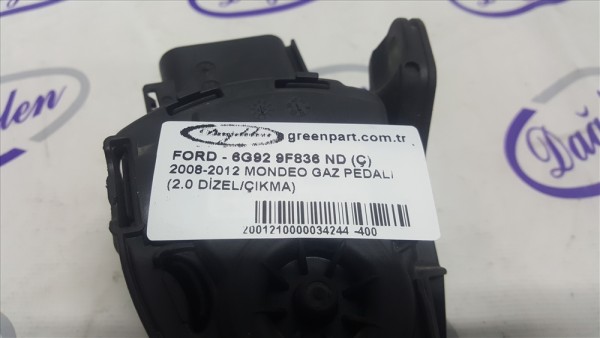 greenpart.com.tr
FORD - 6G92 9F836 ND (Ç)
2008-2012 MONDEO GAZ PEDALI
(2.0 DİZEL/ÇIKMA)
2001210000034244 -400
Dağ